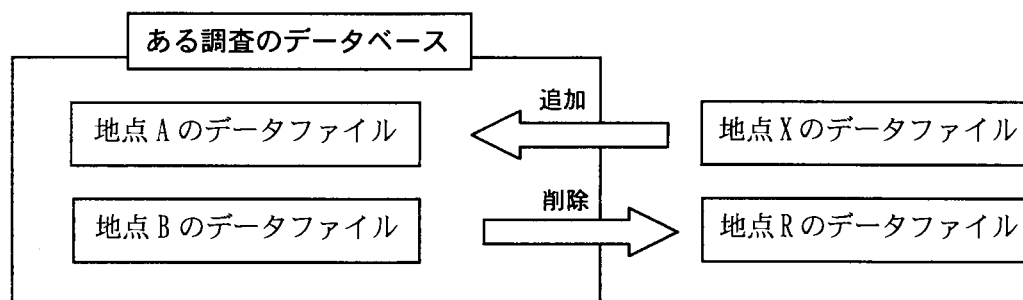 ある調査のデータベース
追加
地点Aのデータファイル
地点Xのデータファイル
削除
地点Bのデータファイル
地点Rのデータファイル